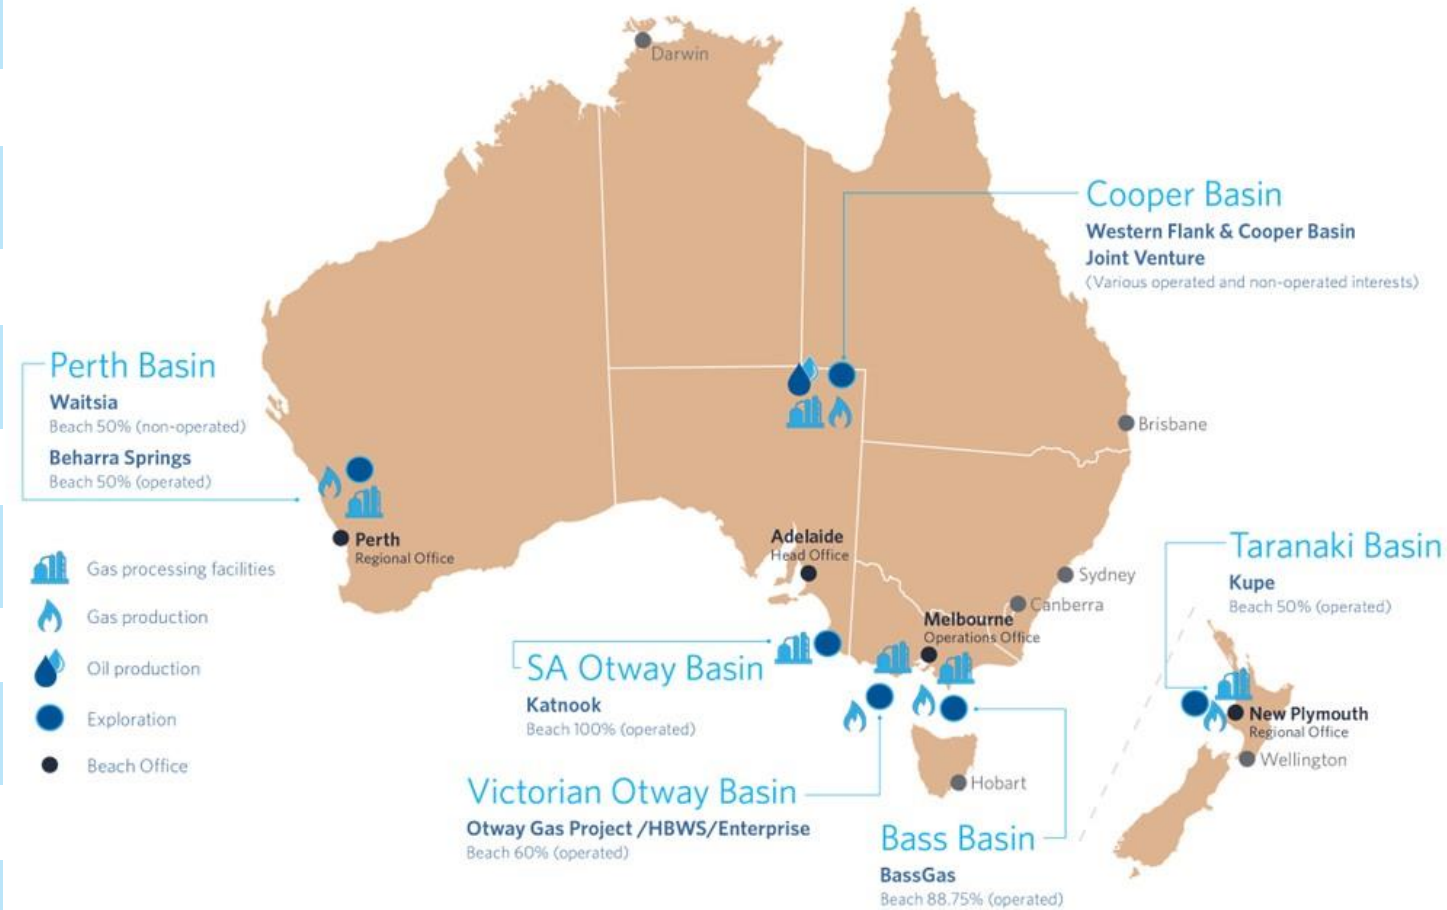 Darwin
Cooper Basin
Western Flank & Cooper Basin
Joint Venture
(Various operated and non-operated interests)
Perth Basin
Waitsia
Beach 50% (non-operated)
Beharra Springs
Beach 50% (operated)
Brisbane
Perth
Regional Office
Adelaide
Head Office
Gas processing facilities
Gas production
Oil production
Exploration
Beach Office
Sydney
Canberra
Melbourne
Operations Office
Taranaki Basin
Kupe
Beach 50% (operated)
SA Otway Basin
Katnook
Beach 100% (operated)
New Plymouth
Regional Office
Wellington
Hobart
Victorian Otway Basin
Otway Gas Project /HBWS/Enterprise
Beach 60% (operated)
Bass Basin
BassGas
Beach 88.75% (operated)